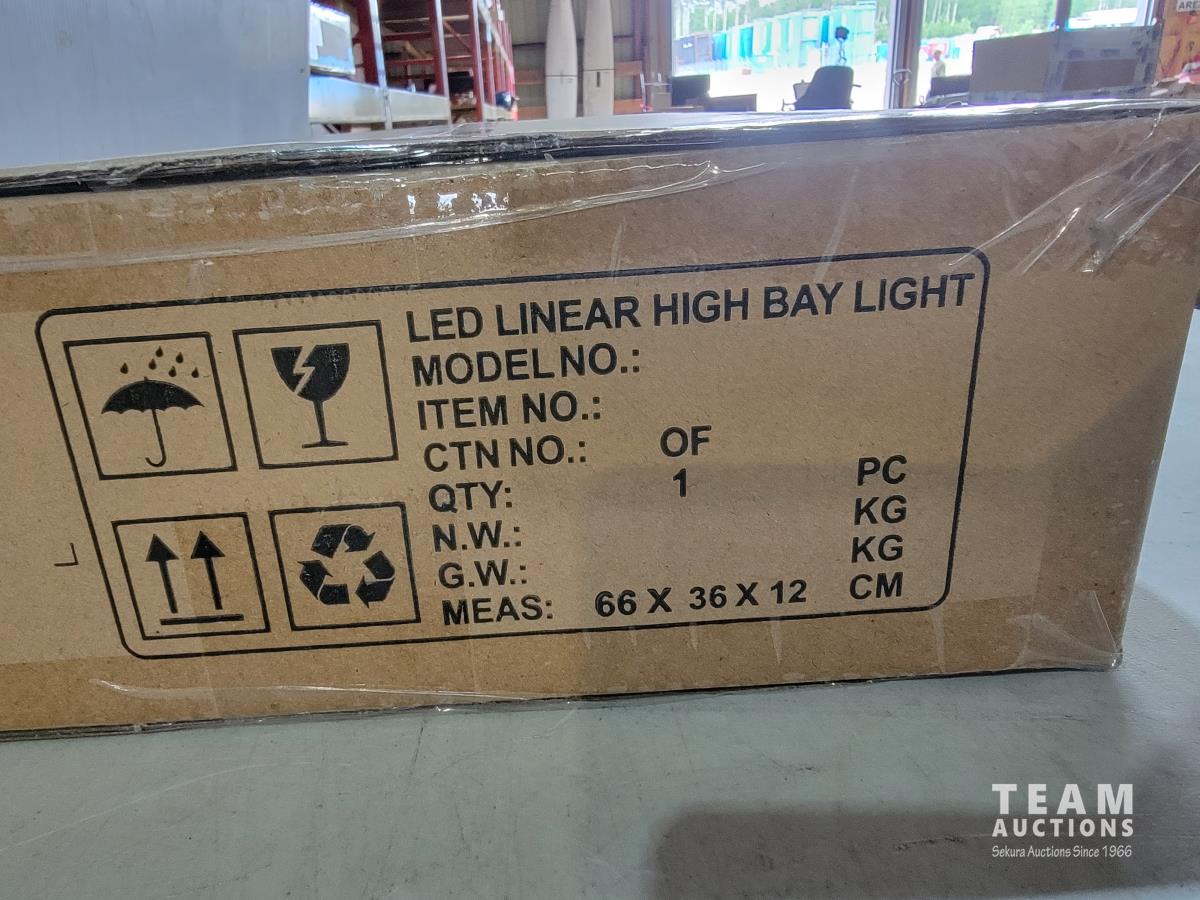 LED LINEAR HIGH BAY LIGHT
MODEL NO.:
ITEM NO.:
CTN NO.: OF
QTY: 1 PC
N.W.: KG
G.W.: KG
MEAS: 66 X 36 X 12 CM
TEAM
AUCTIONS
Sekura Auctions Since 1966